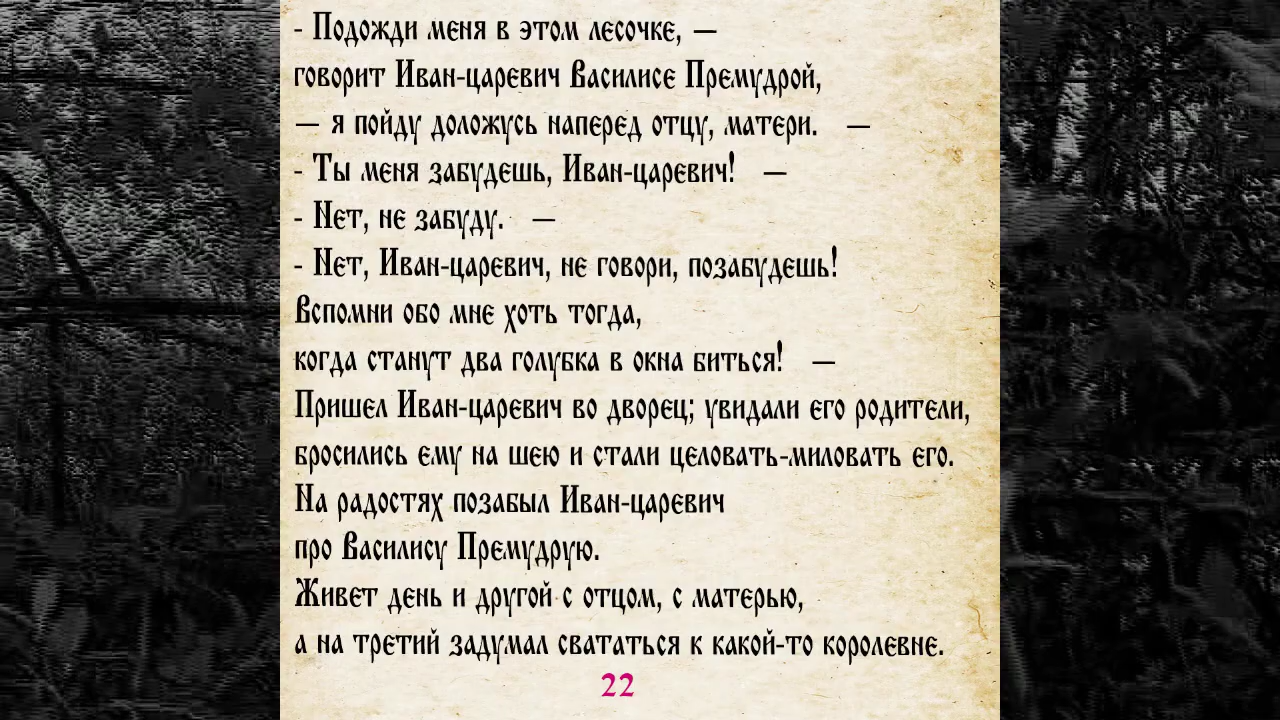 - Подожди меня в этом лесочке, —
говорит Иван-царевич Василисе Премудрой,
— я пойду доложусь наперед отцу, матери. —
- Ты меня забудешь, Иван-царевич! —
- Нет, не забуду. —
- Нет, Иван-царевич, не говори, позабудешь!
Вспомни обо мне хоть тогда,
когда станут два голубка в окна биться! —
Пришел Иван-царевич во дворец; увидали его родители,
бросились ему на шею и стали целовать-миловать его.
На радостях позабыл Иван-царевич
про Василису Премудрую.
Живет день и другой с отцом, с матерью,
а на третий задумал свататься к какой-то королевне.
22